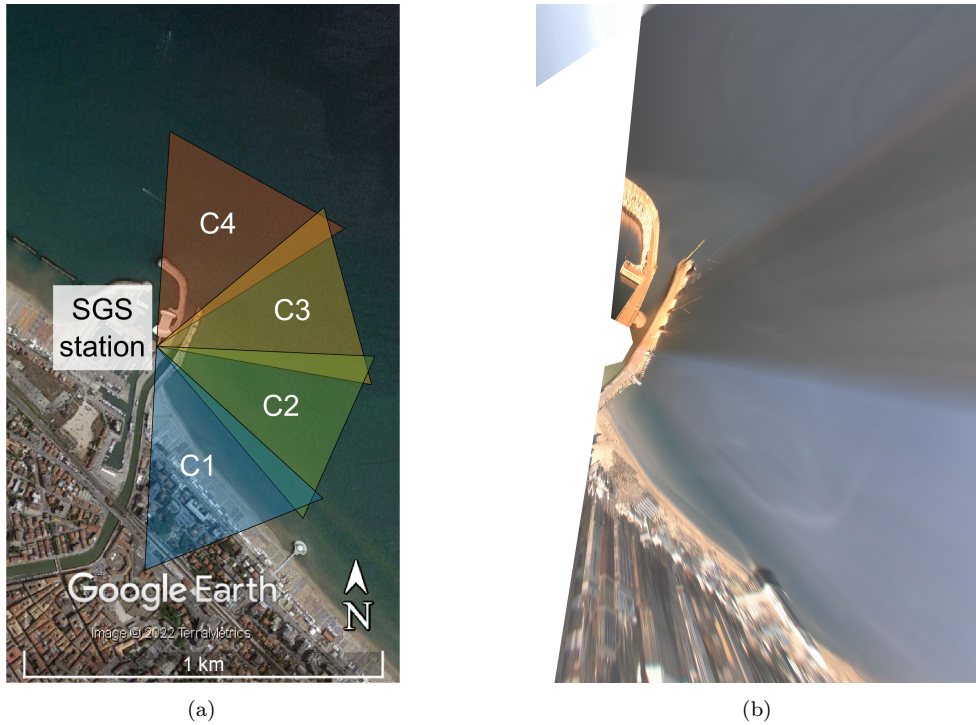 C4
C3
SGS
station
C2
C1
Google Earth
N
Image © 2022 TerraMetrics
1 km
(a)
(b)